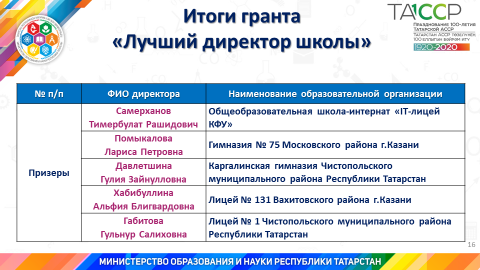 Итоги гранта
«Лучший директор школы»
ТАССР
ПРАЗДНОВАНИЕ 100-ЛЕТИЯ
ТАТАРСКОЙ АССР
1920-2020
№ п/п
ФИО директора
Наименование образовательной организации
Призеры
Самерханов
Тимербулат Рашидович
Общеобразовательная школа-интернат «IT-лицей
КФУ»
Помыкалова
Лариса Петровна
Гимназия № 75 Московского района г.Казани
Давлетшина
Гулия Зайнулловна
Каргалинская гимназия Чистопольского
муниципального района Республики Татарстан
Хабибуллина
Альфия Блигвардовна
Лицей № 131 Вахитовского района г.Казани
Габитова
Гульнур Салиховна
Лицей № 1 Чистопольского муниципального района
Республики Татарстан
16
МИНИСТЕРСТВО ОБРАЗОВАНИЯ И НАУКИ РЕСПУБЛИКИ ТАТАРСТАН